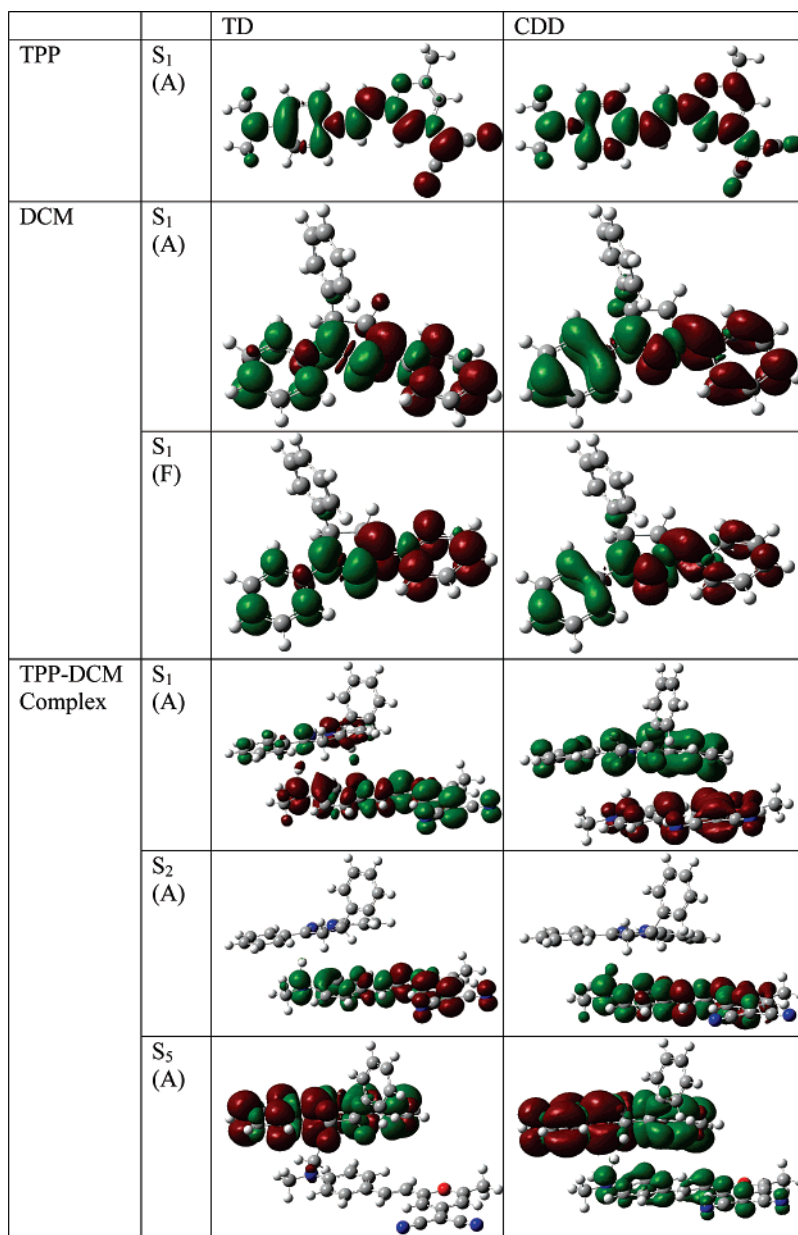 TD CDD
TPP S₁ (A)
DCM S₁ (A)
S₁ (F)
TPP-DCM Complex S₁ (A)
S₂ (A)
S₅ (A)